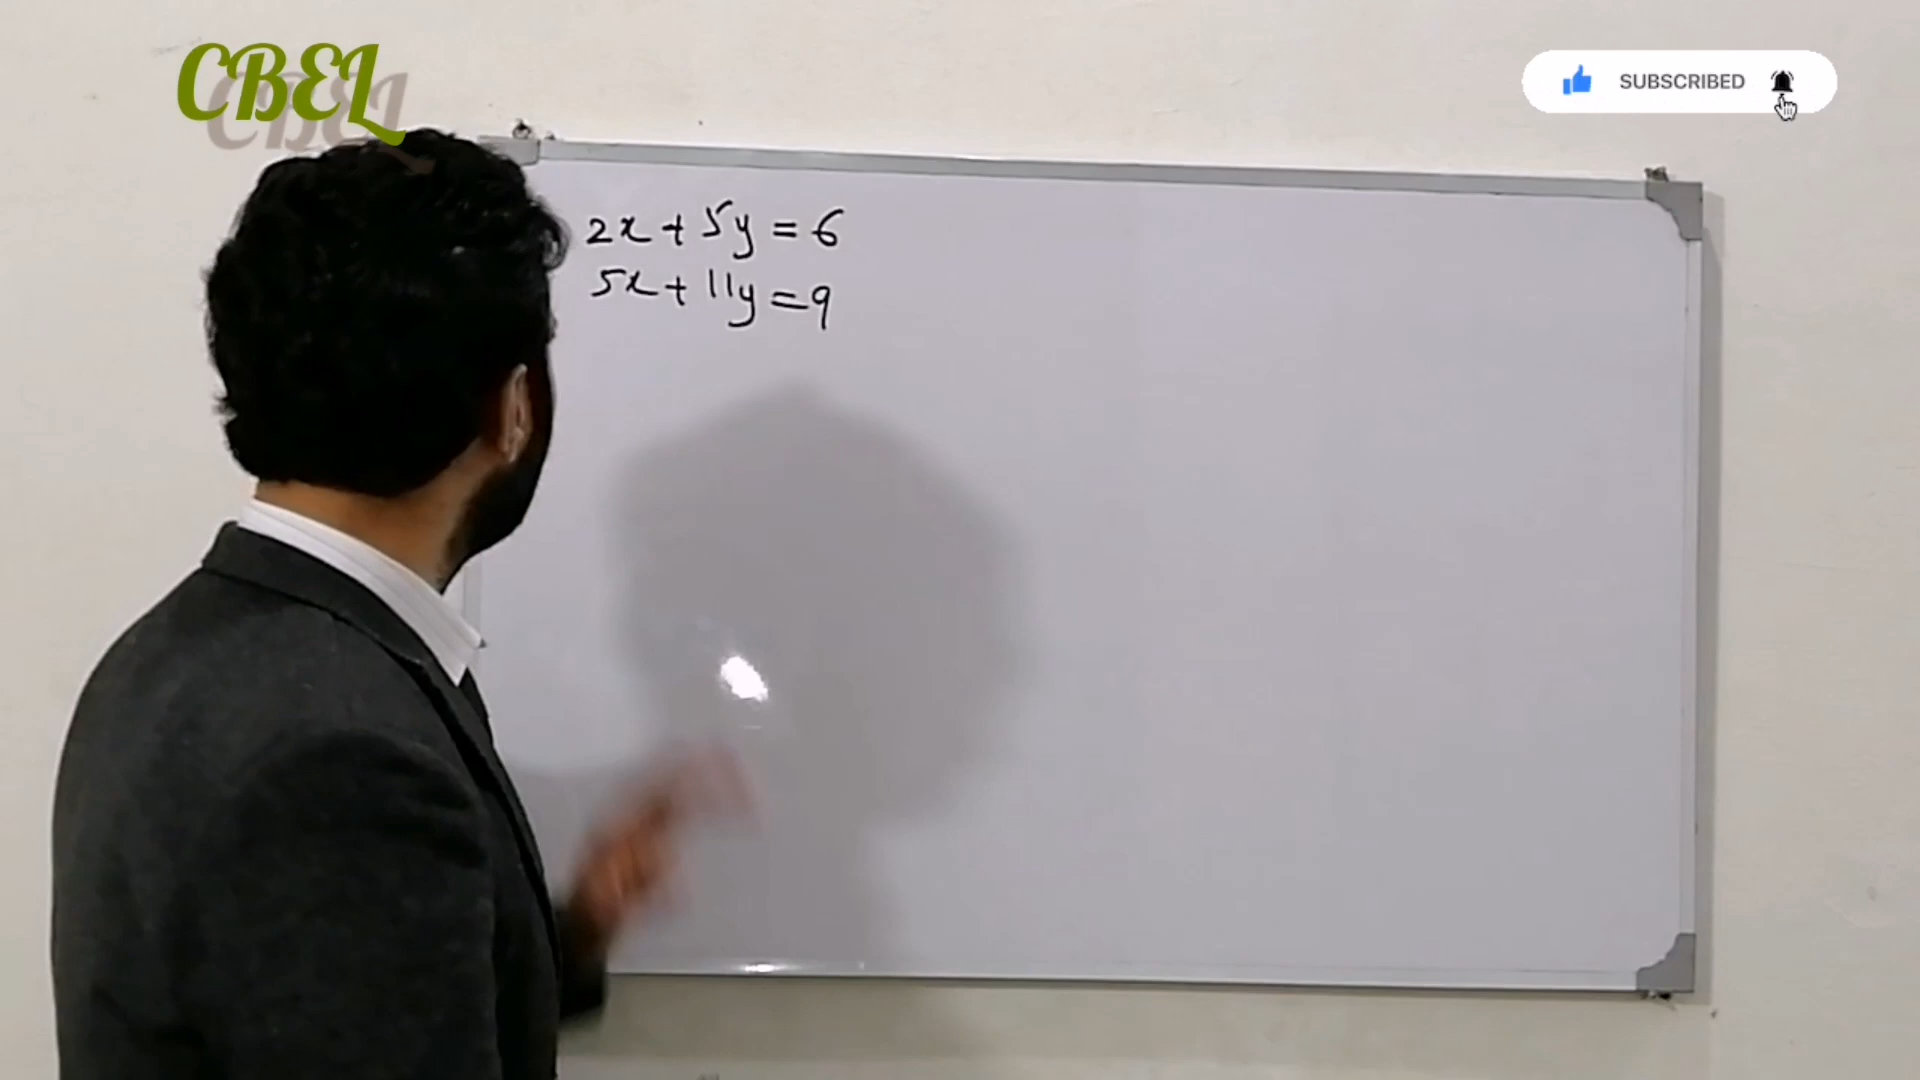 CBEL
SUBSCRIBED
2x + 5y = 6
5x + 11y = 9